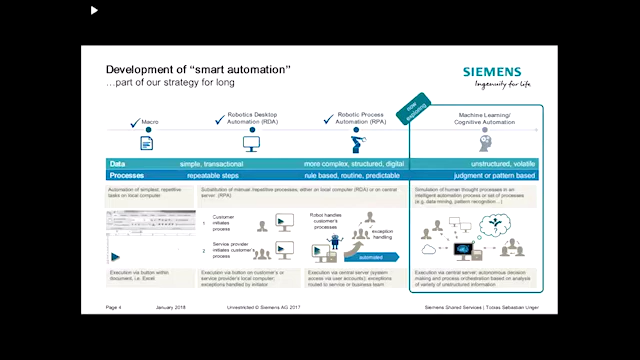 Development of “smart automation”
…part of our strategy for long
SIEMENS
Ingenuity for life
now exploring
Macro
Robotics Desktop
Automation (RDA)
Robotic Process
Automation (RPA)
Machine Learning/
Cognitive Automation
Data simple, transactional more complex, structured, digital unstructured, volatile
Processes repeatable steps rule based, routine, predictable judgment or pattern based
Automation of simplest, repetitive
tasks on local computer
Substitution of manual, repetitive processes, either on local computer (RDA) or on central
server (RPA)
Simulation of human thought processes in an
intelligent automation process or set of processes
(e.g. data mining, pattern recognition …)
1 Customer
initiates
2 Service provider
initiates customer's
process
Robot handles
customer's
processes
exception
handling
automated
Execution via button within
document, i.e. Excel
Execution via button on customer's or
service provider's local computer;
exceptions handled by initiator
Execution via central server (system
access via user accounts); exceptions
routed to service or business team
Execution via central server; autonomous decision
making and process orchestration based on analysis
of variety of unstructured information
Page 4 January 2018 Unrestricted © Siemens AG 2017 Siemens Shared Services | Tobias Sebastian Unger